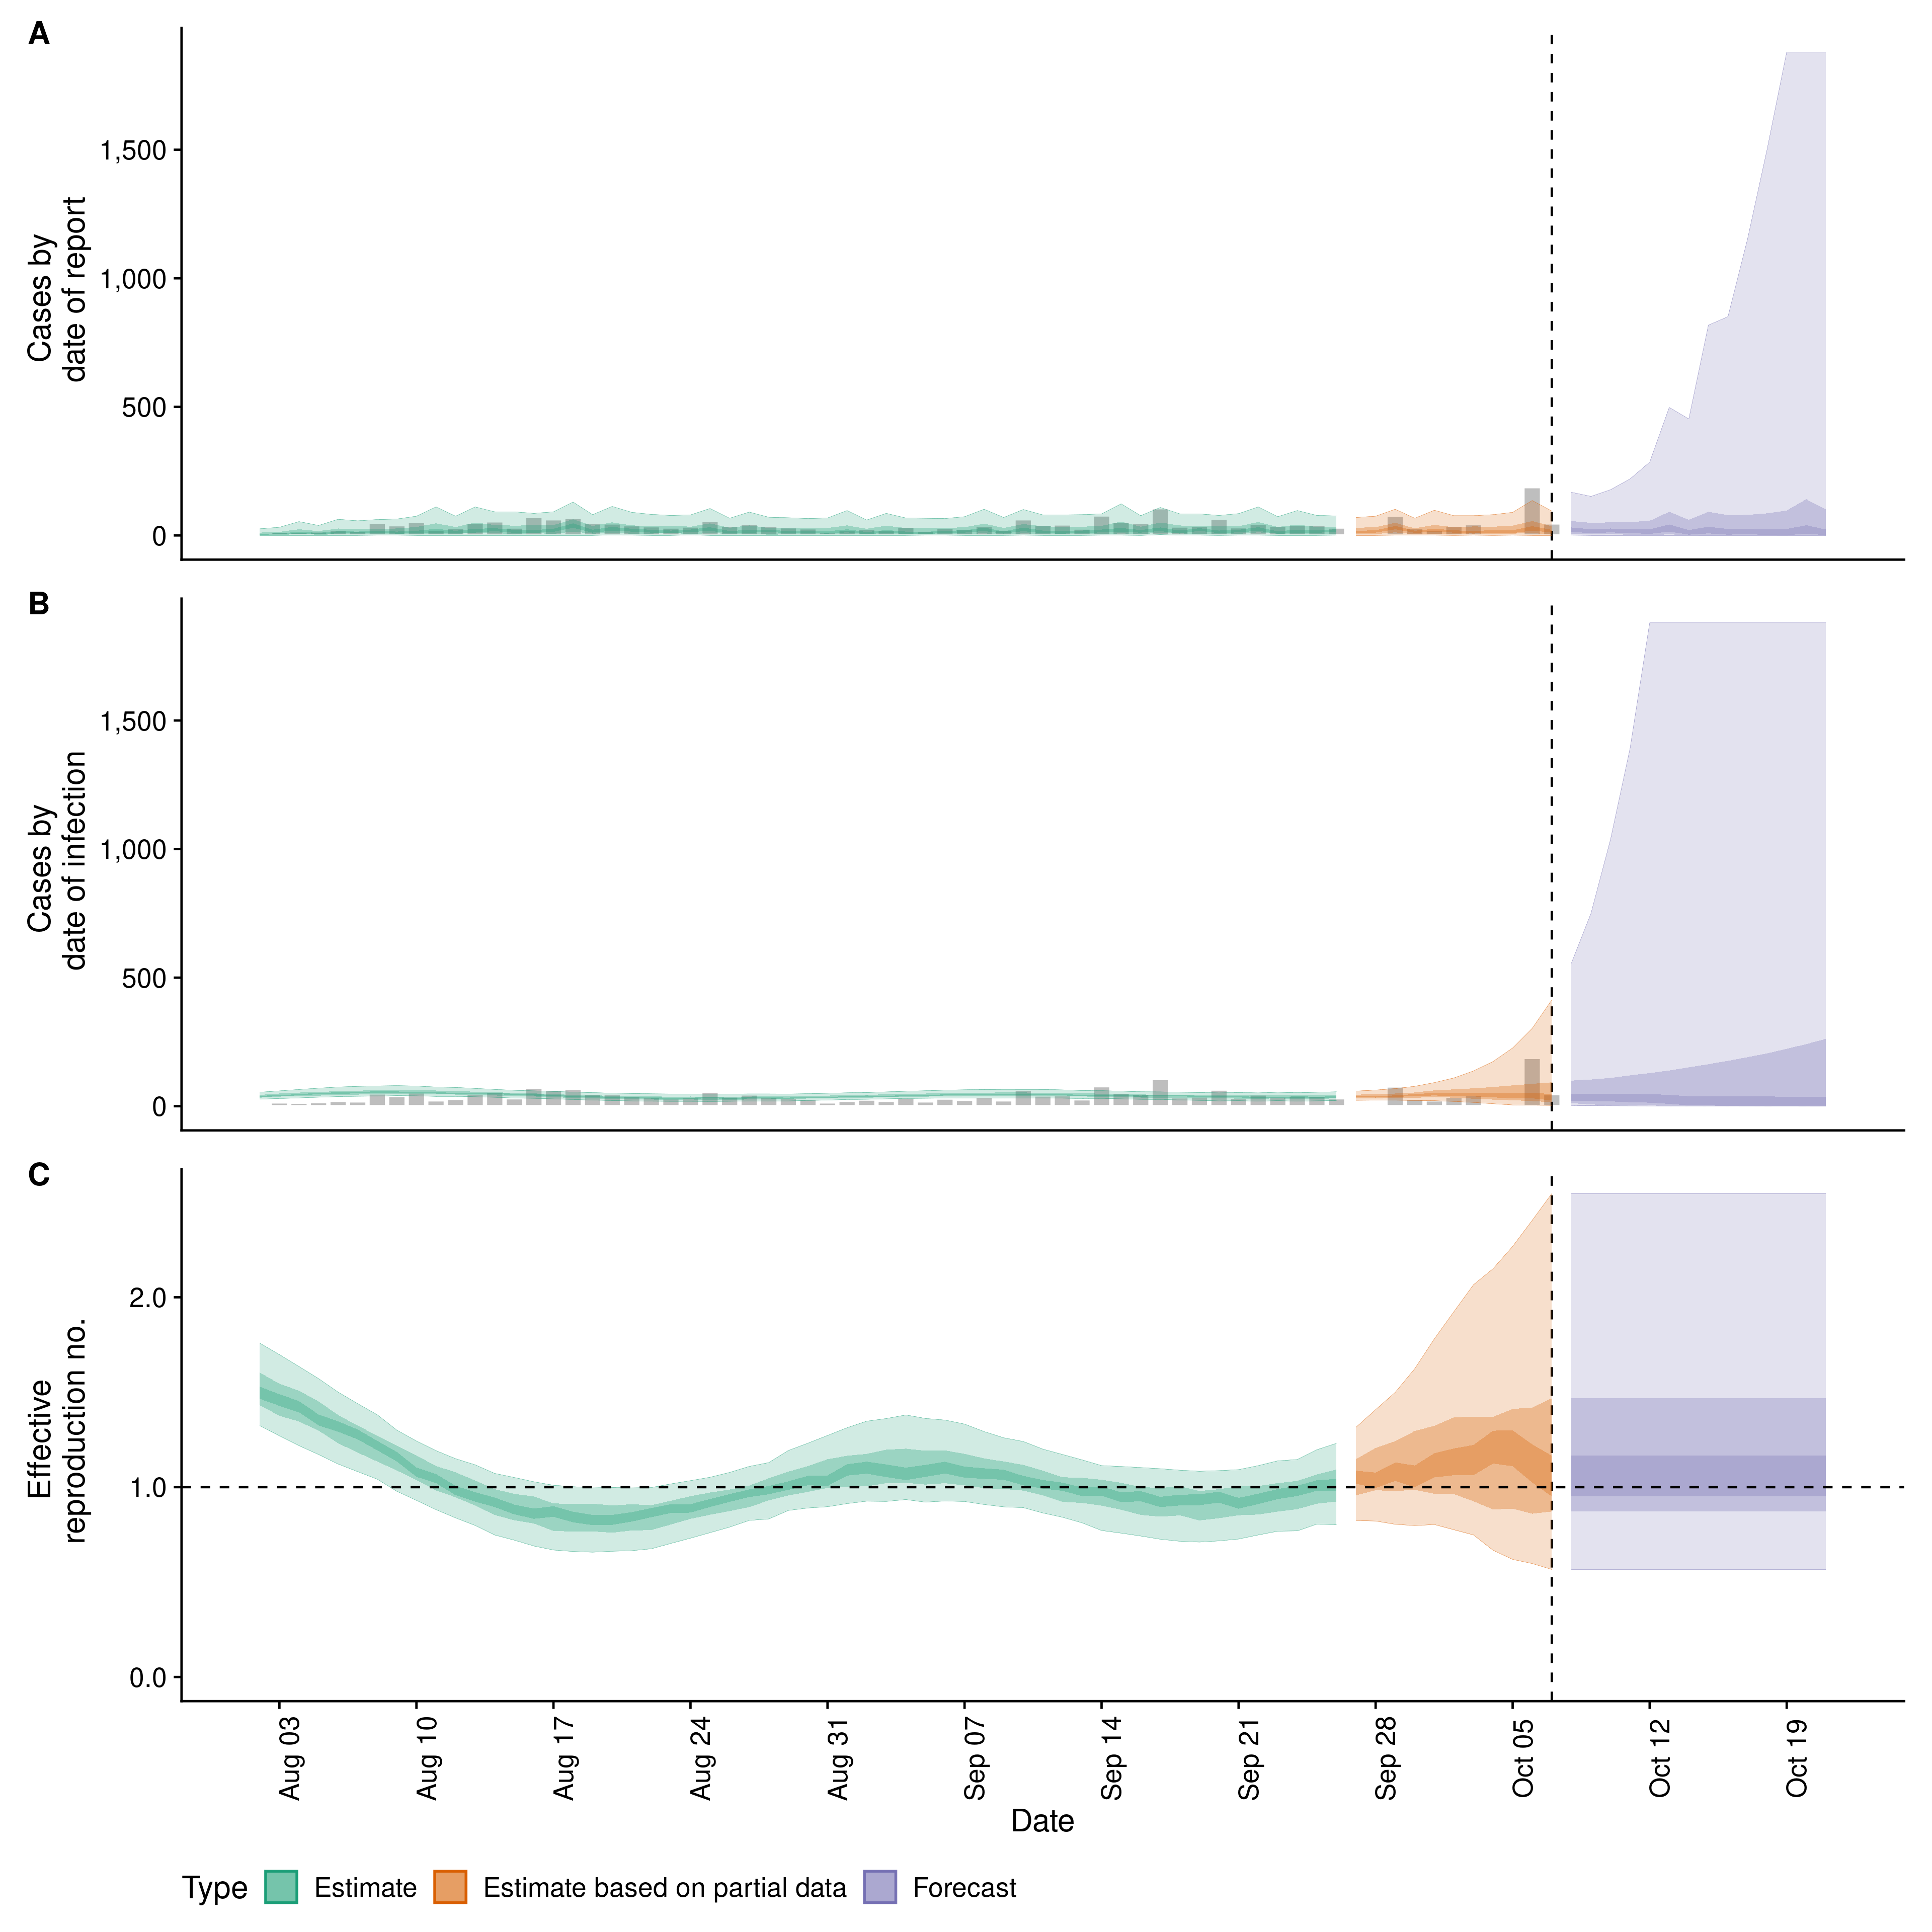 A
Cases by
date of report
1,500
1,000
500
0
B
Cases by
date of infection
1,500
1,000
500
0
C
Effective
reproduction no.
2.0
1.0
0.0
Aug 03
Aug 10
Aug 17
Aug 24
Aug 31
Sep 07
Sep 14
Sep 21
Sep 28
Oct 05
Oct 12
Oct 19
Date
Type
Estimate
Estimate based on partial data
Forecast